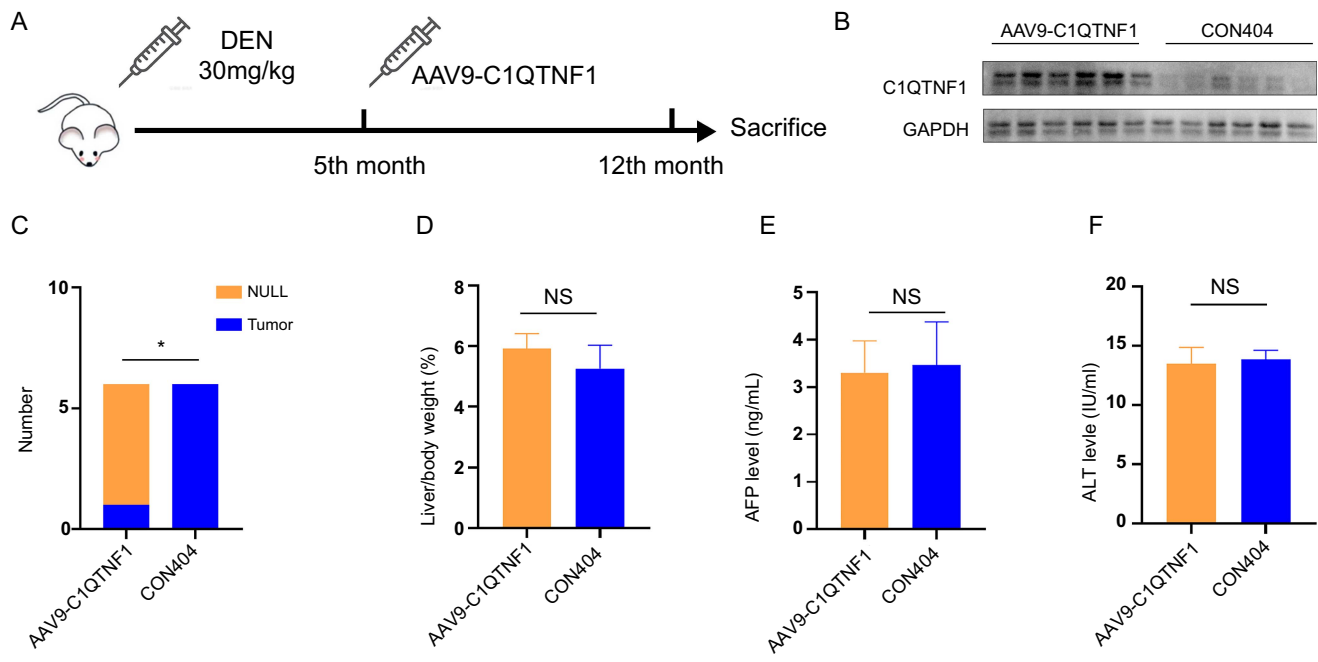 A
DEN
30mg/kg
AAV9-C1QTNF1
Sacrifice
5th month
12th month
B
AAV9-C1QTNF1
CON404
C1QTNF1
GAPDH
C
10
5
0
Number
NULL
Tumor
*
AAV9-C1QTNF1
CON404
D
8
6
4
2
0
Liver/body weight (%)
NS
AAV9-C1QTNF1
CON404
E
5
4
3
2
1
0
AFP level (ng/mL)
NS
AAV9-C1QTNF1
CON404
F
20
15
10
5
0
ALT levle (IU/ml)
NS
AAV9-C1QTNF1
CON404